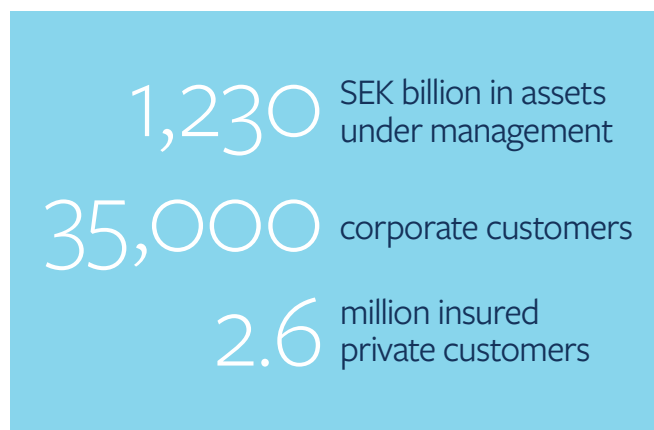 1,230 SEK billion in assets
under management
35,000 corporate customers
2.6 million insured
private customers